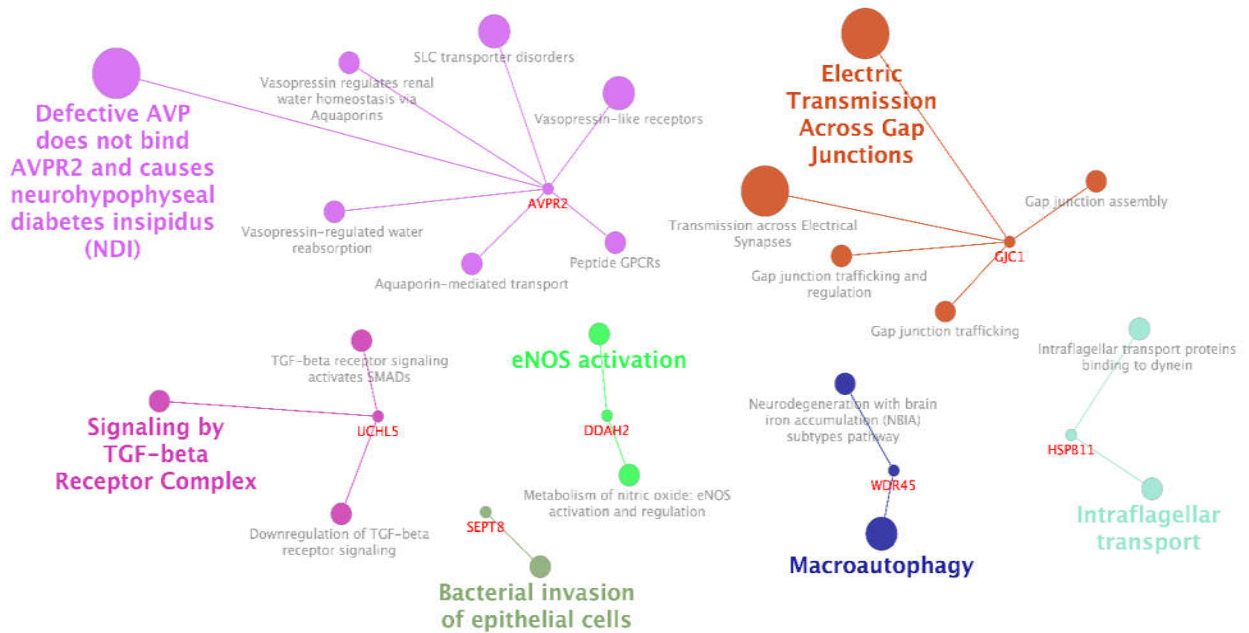 SLC transporter disorders
Vasopressin regulates renal
water homeostasis via
Aquaporins
Vasopressin-like receptors
Defective AVP
does not bind
AVPR2 and causes
neurohypophyseal
diabetes insipidus
(NDI)
AVPR2
Vasopressin-regulated water
reabsorption
Peptide GPCRs
Aquaporin-mediated transport
Electric
Transmission
Across Gap
Junctions
Gap junction assembly
Transmission across Electrical
Synapses
GJC1
Gap junction trafficking and
regulation
Gap junction trafficking
TGF-beta receptor signaling
activates SMADs
UCHL5
Signaling by
TGF-beta
Receptor Complex
Downregulation of TGF-beta
receptor signaling
eNOS activation
DDAH2
Metabolism of nitric oxide: eNOS
activation and regulation
SEPT8
Bacterial invasion
of epithelial cells
Neurodegeneration with brain
iron accumulation (NBIA)
subtypes pathway
WDR45
Macroautophagy
Intraflagellar transport proteins
binding to dynein
HSPB11
Intraflagellar
transport